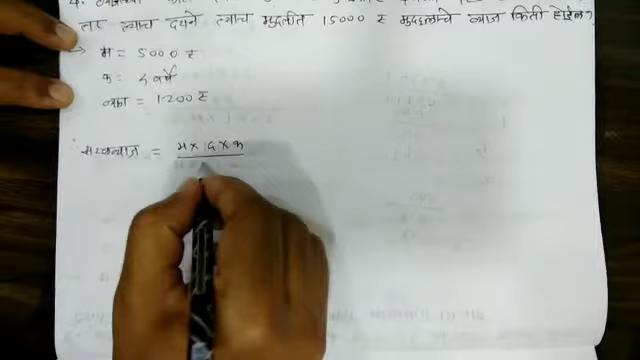 तर त्याच दराने त्याच मुदतीत 15000 रु मुद्दलाचे व्याज किती होईल?
→ म = 5000 रु
क = 4 वर्षे
व्याज = 1200 रु
∴ सरळव्याज = म × द × क